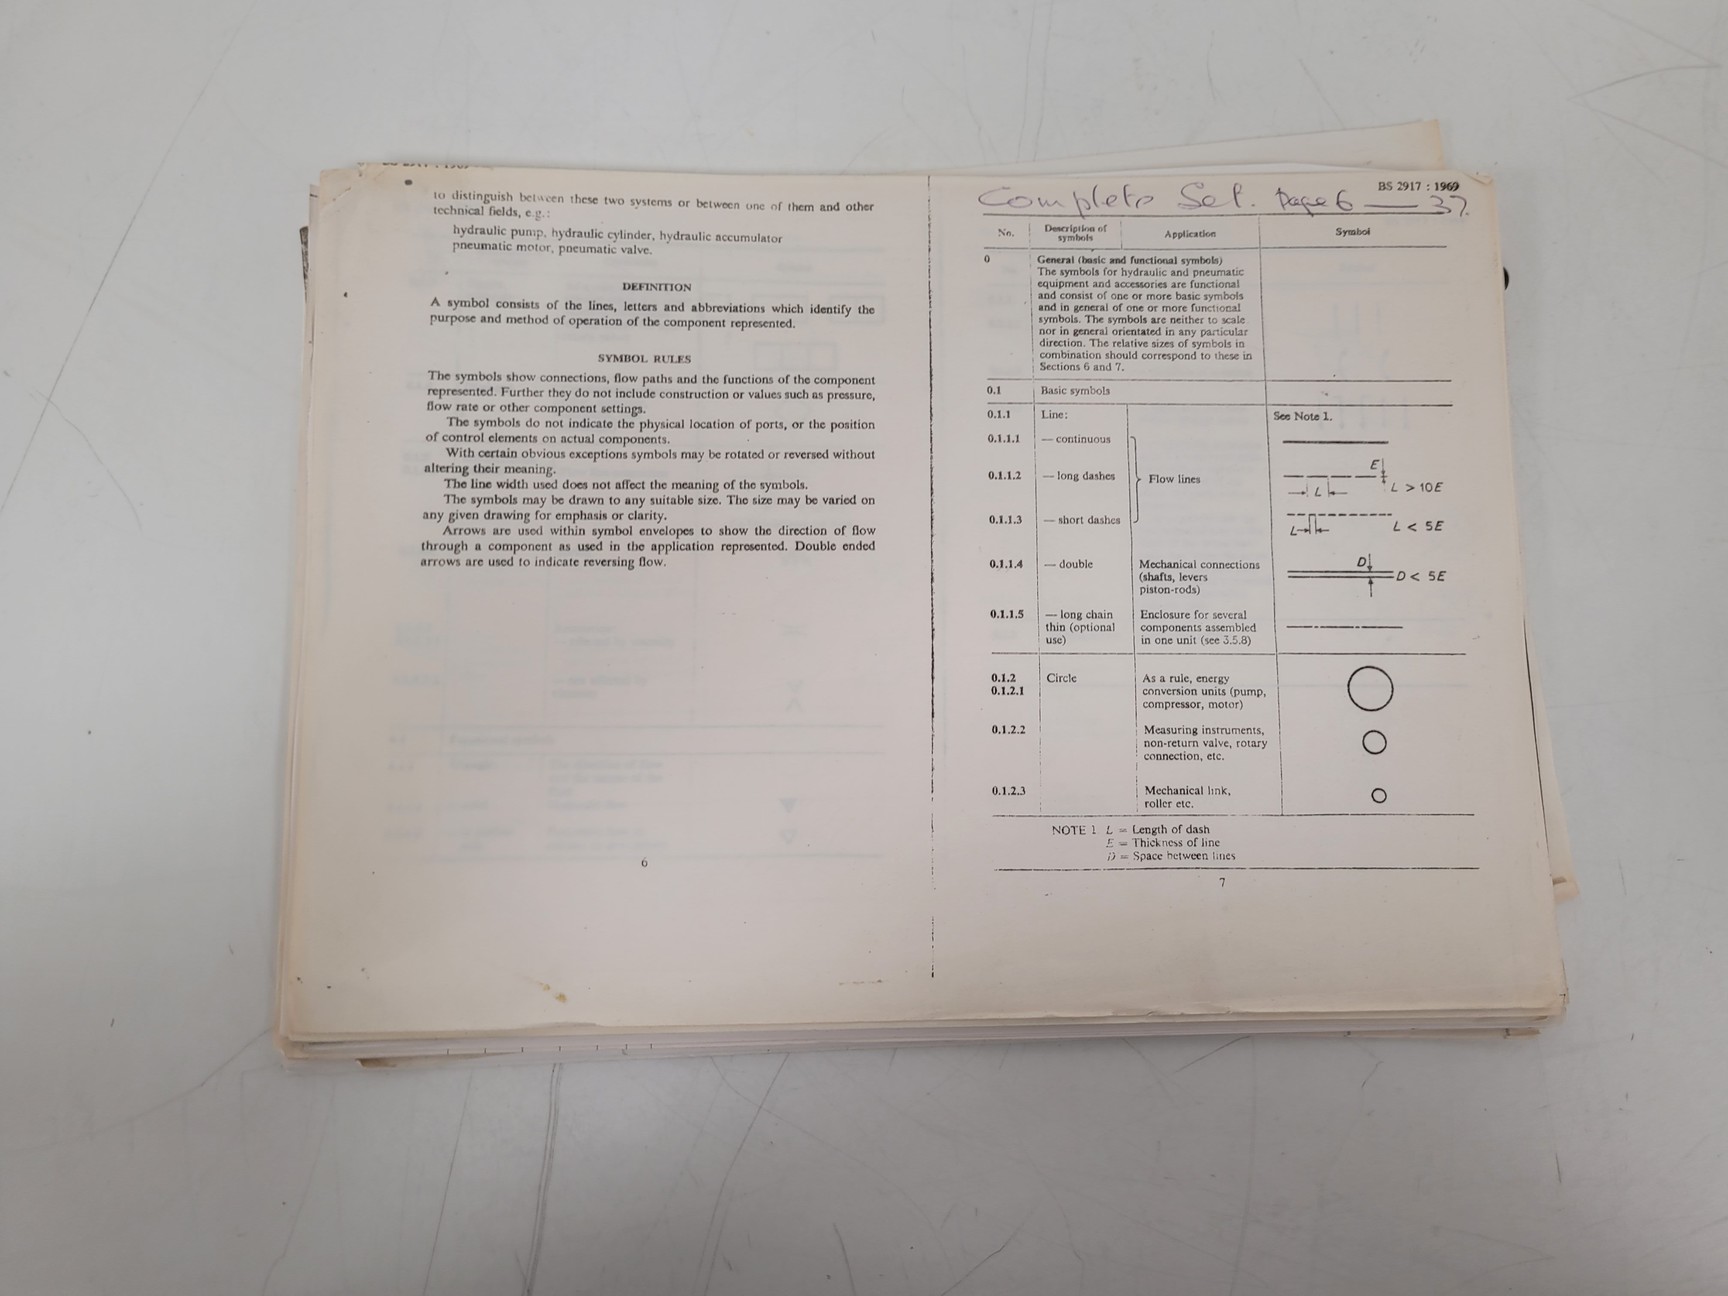 to distinguish between these two systems or between one of them and other
technical fields, e.g.:
hydraulic pump, hydraulic cylinder, hydraulic accumulator
pneumatic motor, pneumatic valve.
DEFINITION
A symbol consists of the lines, letters and abbreviations which identify the
purpose and method of operation of the component represented.
SYMBOL RULES
The symbols show connections, flow paths and the functions of the component
represented. Further they do not include construction or values such as pressure,
flow rate or other component settings.
The symbols do not indicate the physical location of ports, or the position
of control elements on actual components.
With certain obvious exceptions symbols may be rotated or reversed without
altering their meaning.
The line width used does not affect the meaning of the symbols.
The symbols may be drawn to any suitable size. The size may be varied on
any given drawing for emphasis or clarity.
Arrows are used within symbol envelopes to show the direction of flow
through a component as used in the application represented. Double ended
arrows are used to indicate reversing flow.
6
BS 2917 : 1969
Complete Set. Page 6 — 37.
No. Description of symbols Application Symbol
0 General (basic and functional symbols)
The symbols for hydraulic and pneumatic
equipment and accessories are functional
and consist of one or more basic symbols
and in general of one or more functional
symbols. The symbols are neither to scale
nor in general orientated in any particular
direction. The relative sizes of symbols in
combination should correspond to these in
Sections 6 and 7.
0.1 Basic symbols
0.1.1 Line: See Note 1.
0.1.1.1 — continuous
0.1.1.2 — long dashes Flow lines E L L > 10E
0.1.1.3 — short dashes L L < 5E
0.1.1.4 — double Mechanical connections D D < 5E
(shafts, levers
piston-rods)
0.1.1.5 — long chain Enclosure for several
thin (optional components assembled
use) in one unit (see 3.5.8)
0.1.2 Circle As a rule, energy
0.1.2.1 conversion units (pump,
compressor, motor)
0.1.2.2 Measuring instruments,
non-return valve, rotary
connection, etc.
0.1.2.3 Mechanical link,
roller etc.
NOTE 1 L = Length of dash
E = Thickness of line
D = Space between lines
7